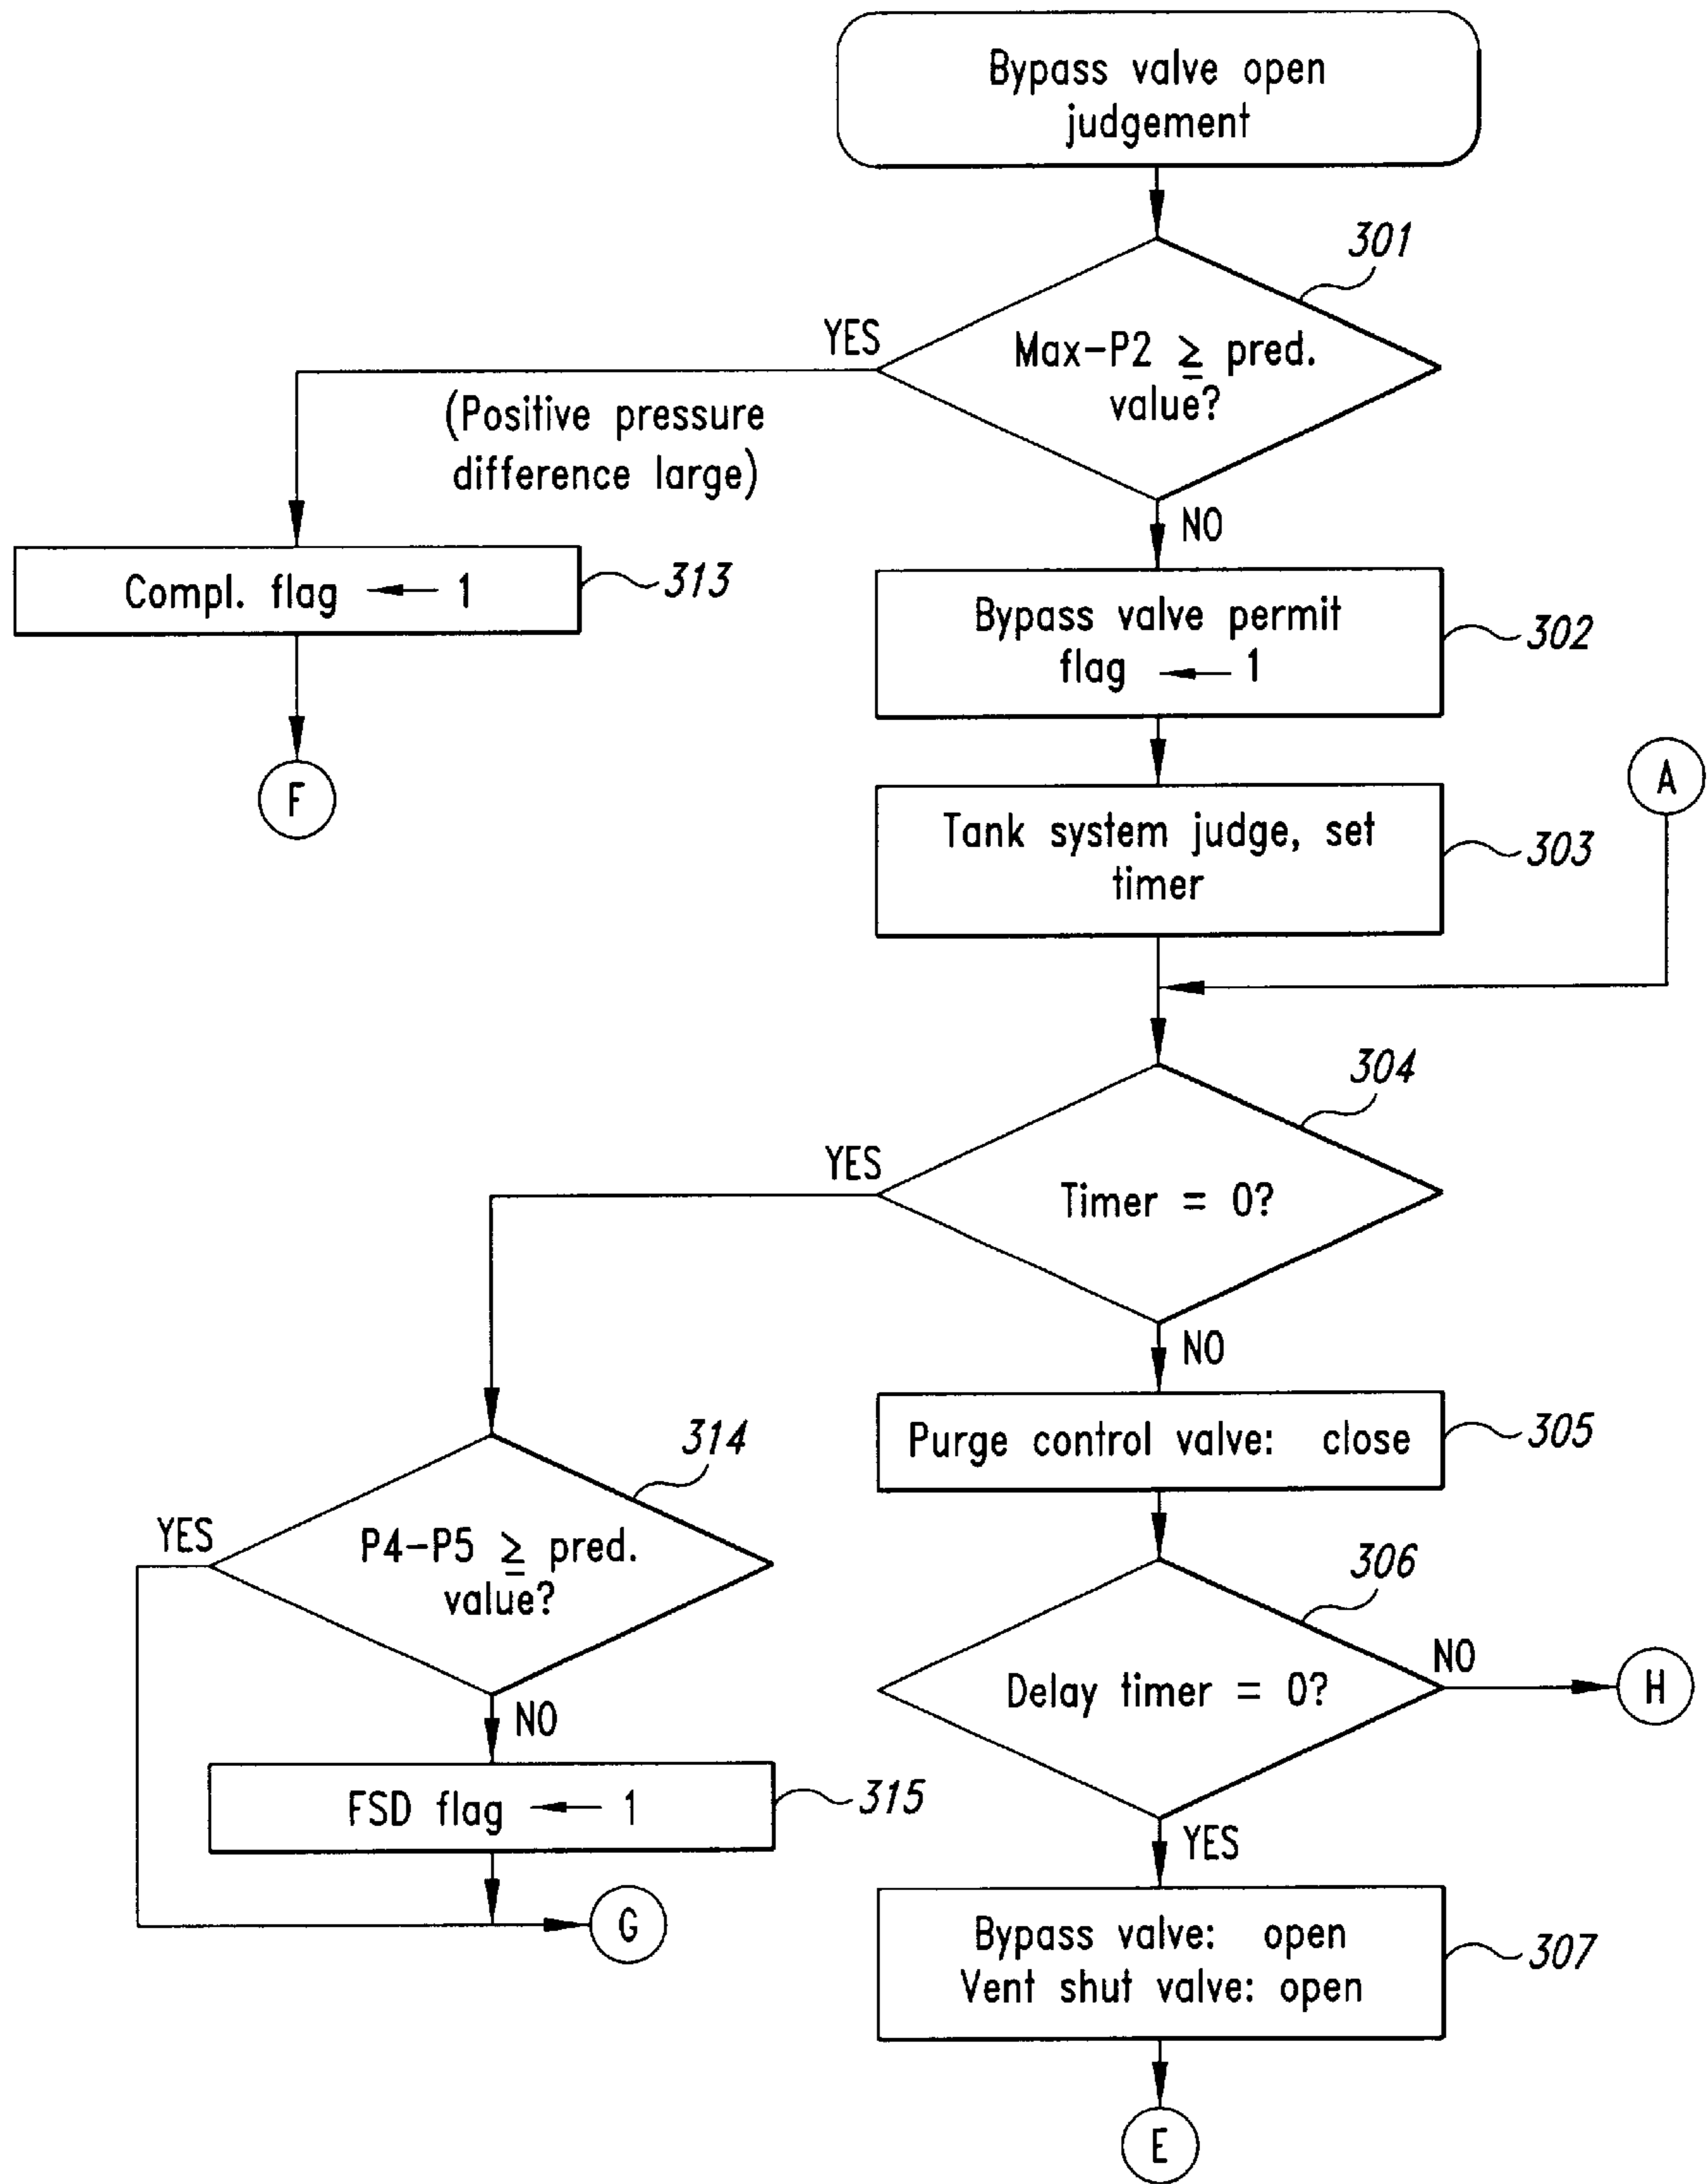 Bypass valve open
judgement
301
YES
Max-P2 ≧ pred.
value?
(Positive pressure
difference large)
NO
Compl. flag ← 1
313
Bypass valve permit
flag ← 1
302
F
A
Tank system judge, set
timer
303
304
YES
Timer = 0?
NO
314
Purge control valve: close
305
YES
P4-P5 ≧ pred.
value?
306
NO
Delay timer = 0?
H
NO
FSD flag ← 1
315
YES
G
Bypass valve: open
Vent shut valve: open
307
E